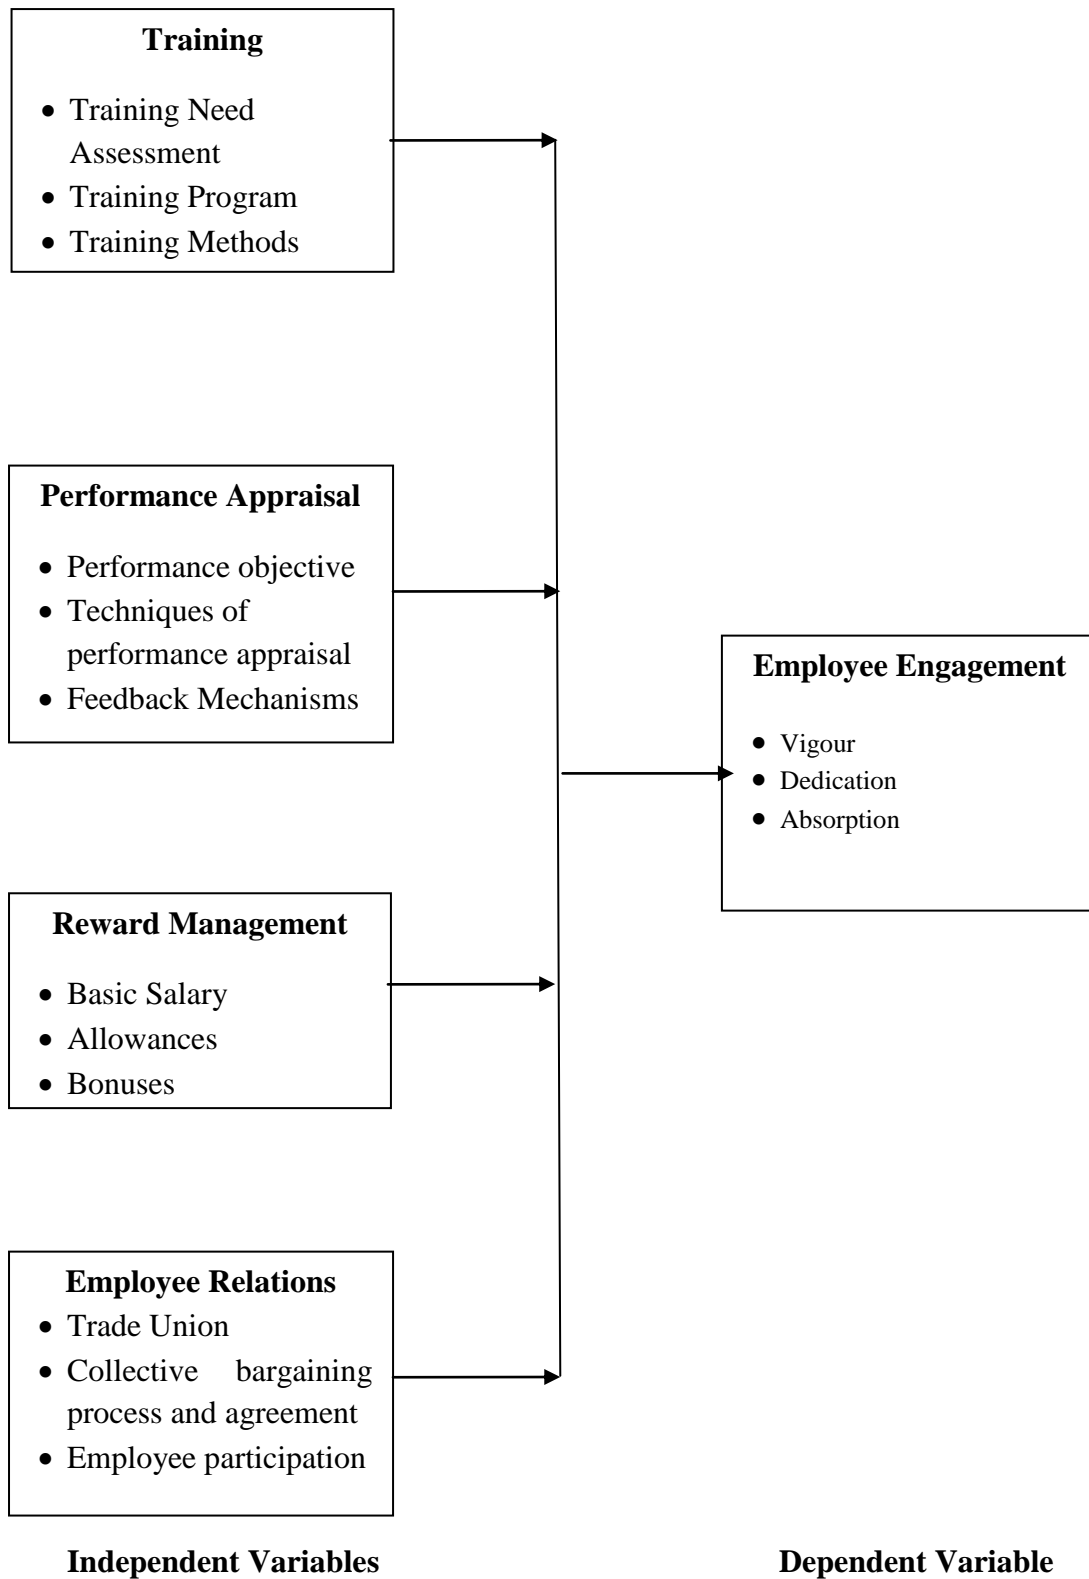 Training
• Training Need
Assessment
• Training Program
• Training Methods
Performance Appraisal
• Performance objective
• Techniques of
performance appraisal
• Feedback Mechanisms
Employee Engagement
• Vigour
• Dedication
• Absorption
Reward Management
• Basic Salary
• Allowances
• Bonuses
Employee Relations
• Trade Union
• Collective bargaining
process and agreement
• Employee participation
Independent Variables
Dependent Variable